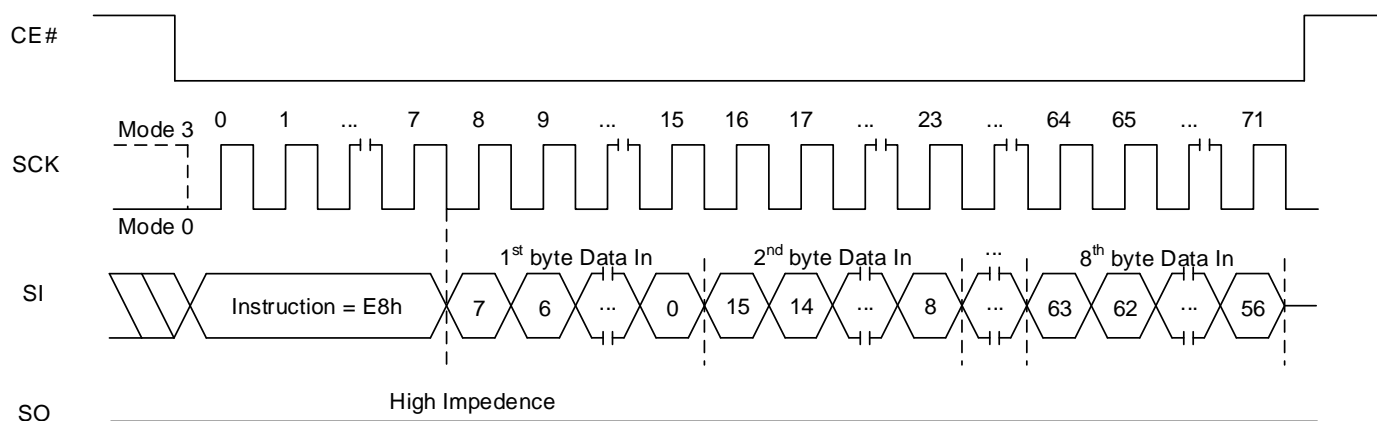 CE#
0 1 ... 7 8 9 ... 15 16 17 ... 23 ... 64 65 ... 71
Mode 3
SCK
Mode 0
1st byte Data In 2nd byte Data In ... 8th byte Data In
SI
Instruction = E8h 7 6 ... 0 15 14 ... 8 ... 63 62 ... 56
High Impedence
SO